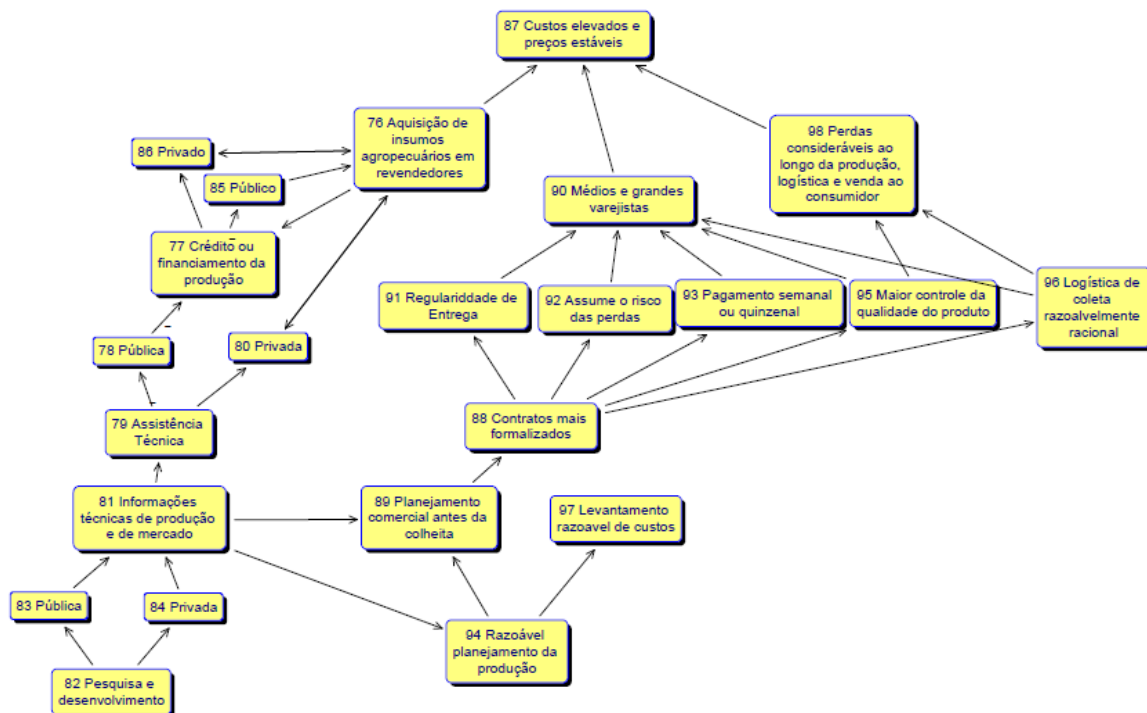 87 Custos elevados e
preços estáveis
76 Aquisição de
insumos
agropecuários em
revendedores
98 Perdas
consideráveis ao
longo da produção,
logística e venda ao
consumidor
86 Privado
85 Público
90 Médios e grandes
varejistas
77 Crédito ou
financiamento da
produção
91 Regulariddade de
Entrega
92 Assume o risco
das perdas
93 Pagamento semanal
ou quinzenal
95 Maior controle da
qualidade do produto
96 Logística de
coleta
razoalvelmente
racional
78 Pública
80 Privada
79 Assistência
Técnica
88 Contratos mais
formalizados
81 Informações
técnicas de produção
e de mercado
89 Planejamento
comercial antes da
colheita
97 Levantamento
razoavel de custos
83 Pública
84 Privada
94 Razoável
planejamento da
produção
82 Pesquisa e
desenvolvimento